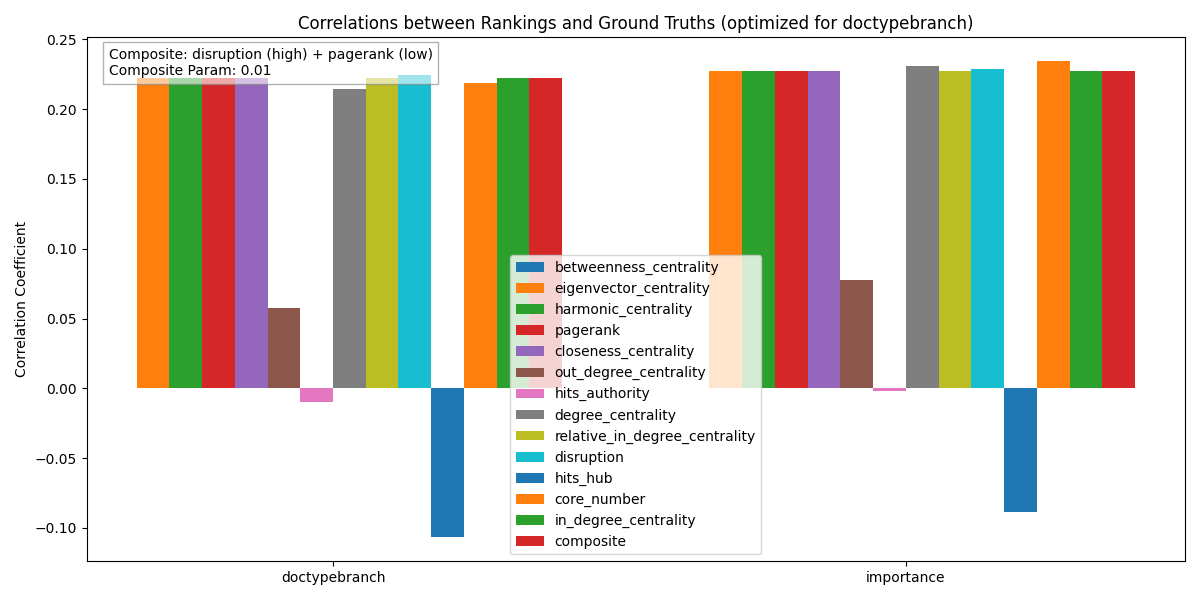 Correlations between Rankings and Ground Truths (optimized for doctypebranch)
Composite: disruption (high) + pagerank (low)
Composite Param: 0.01
Correlation Coefficient
0.25
0.20
0.15
0.10
0.05
0.00
−0.05
−0.10
betweenness_centrality
eigenvector_centrality
harmonic_centrality
pagerank
closeness_centrality
out_degree_centrality
hits_authority
degree_centrality
relative_in_degree_centrality
disruption
hits_hub
core_number
in_degree_centrality
composite
doctypebranch
importance